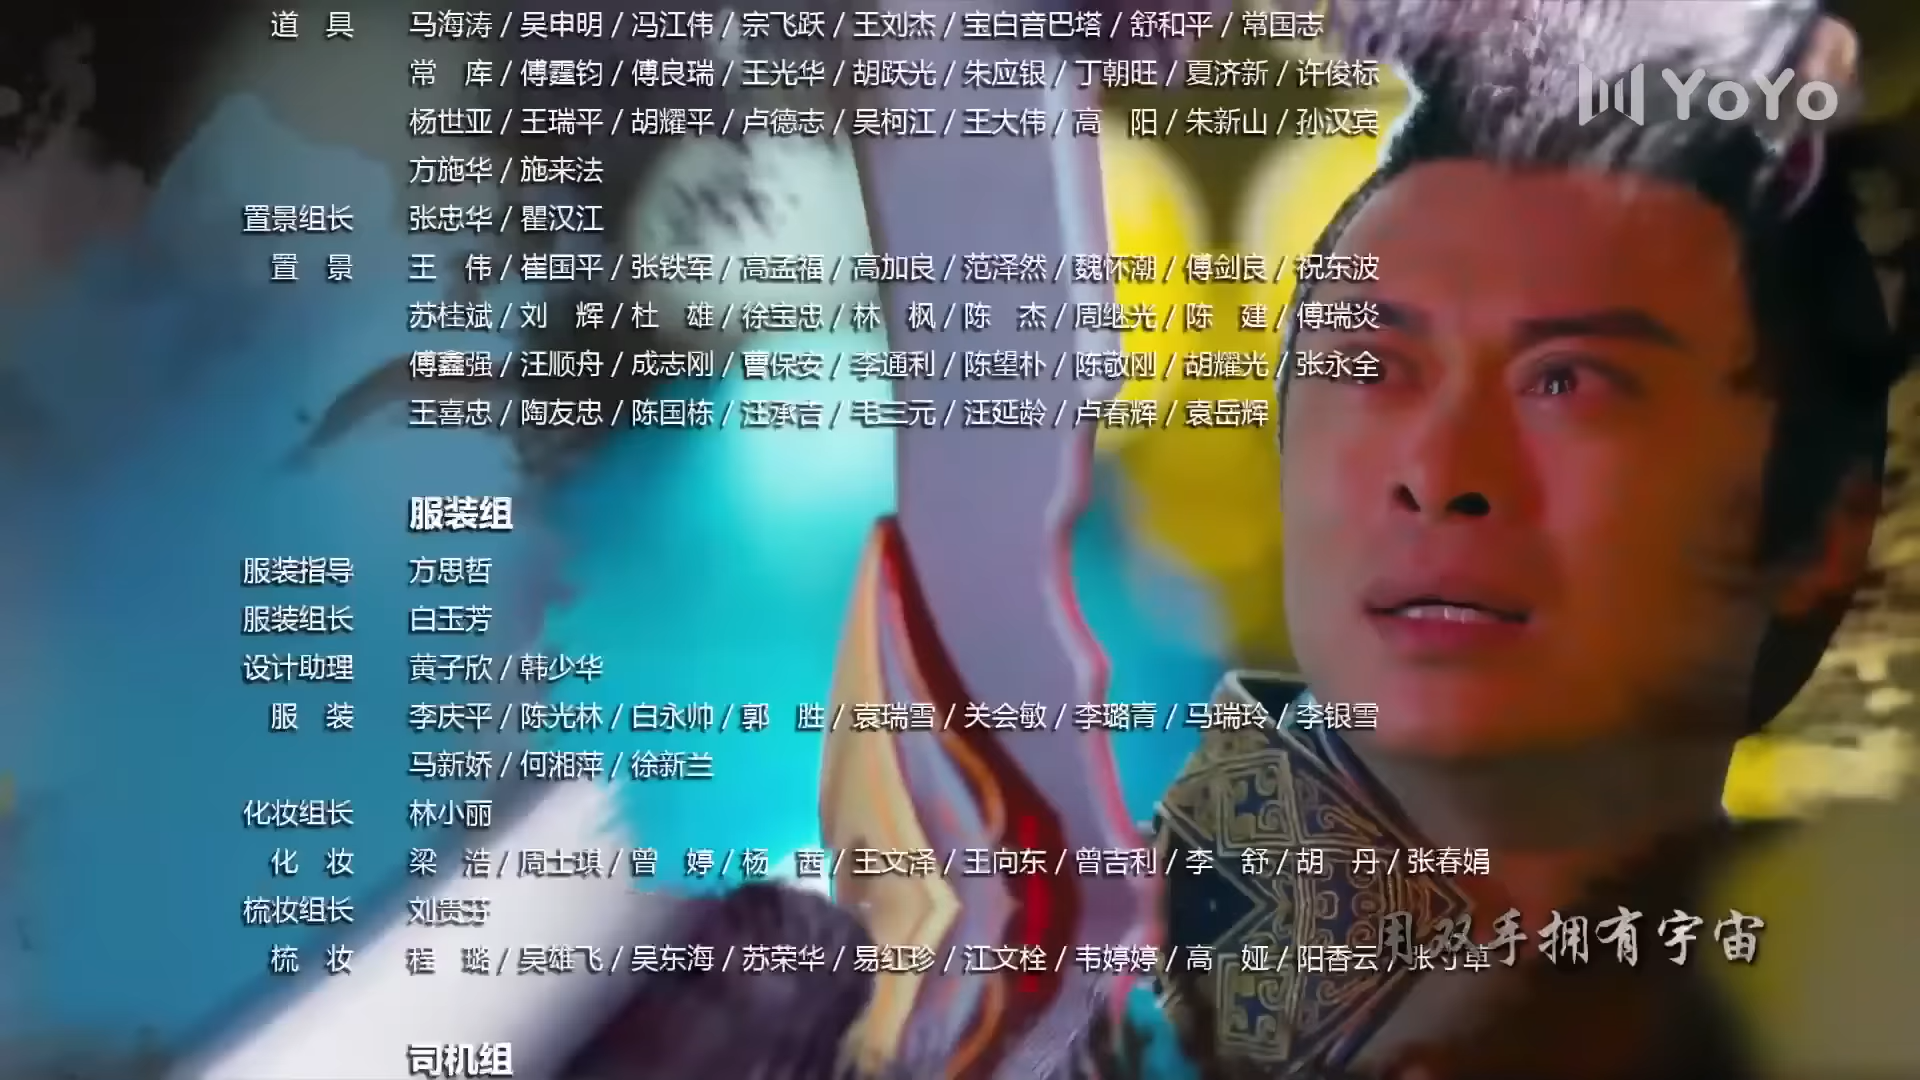 道 具 马海涛 / 吴申明 / 冯江伟 / 宗飞跃 / 王刘杰 / 宝白音巴塔 / 舒和平 / 常国志
YOYO
常 库 / 傅霆钧 / 傅良瑞 / 王光华 / 胡跃光 / 朱应银 / 丁朝旺 / 夏济新 / 许俊标
杨世亚 / 王瑞平 / 胡耀平 / 卢德志 / 吴柯江 / 王大伟 / 高 阳 / 朱新山 / 孙汉宾
方施华 / 施来法
置景组长 张忠华 / 瞿汉江
置 景 王 伟 / 崔国平 / 张铁军 / 高孟福 / 高加良 / 范泽然 / 魏怀潮 / 傅剑良 / 祝东波
苏桂斌 / 刘 辉 / 杜 雄 / 徐宝忠 / 林 枫 / 陈 杰 / 周继光 / 陈 建 / 傅瑞炎
傅鑫强 / 汪顺舟 / 成志刚 / 曹保安 / 李通利 / 陈望朴 / 陈敬刚 / 胡耀光 / 张永全
王喜忠 / 陶友忠 / 陈国栋 / 汪承吉 / 毛三元 / 汪延龄 / 卢春辉 / 袁岳辉
服装组
服装指导 方思哲
服装组长 白玉芳
设计助理 黄子欣 / 韩少华
服 装 李庆平 / 陈光林 / 白永帅 / 郭 胜 / 袁瑞雪 / 关会敏 / 李璐青 / 马瑞玲 / 李银雪
马新娇 / 何湘萍 / 徐新兰
化妆组长 林小丽
化 妆 梁 浩 / 周士琪 / 曾 婷 / 杨 茜 / 王文泽 / 王向东 / 曾吉利 / 李 舒 / 胡 丹 / 张春娟
梳妆组长 刘贵芬
用双手拥有宇宙
梳 妆 程 璐 / 吴雄飞 / 吴东海 / 苏荣华 / 易红珍 / 江文栓 / 韦婷婷 / 高 娅 / 阳香云 /
司机组